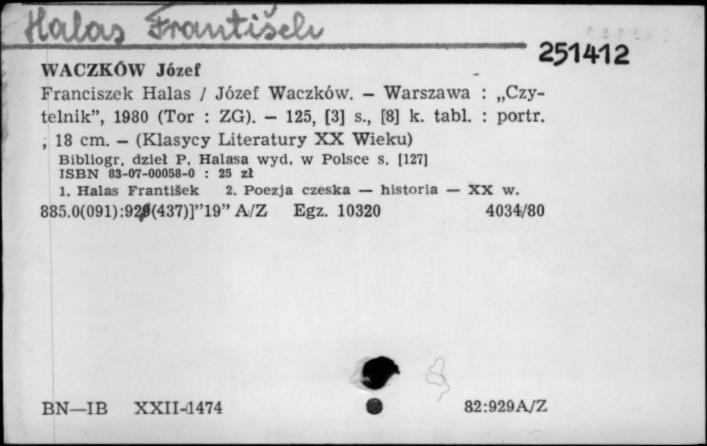 Halas František
251412
WACZKÓW Józef
Franciszek Halas / Józef Waczków. – Warszawa : „Czy-
telnik”, 1980 (Tor : ZG). – 125, [3] s., [8] k. tabl. : portr.
; 18 cm. – (Klasycy Literatury XX Wieku)
Bibliogr. dzieł P. Halasa wyd. w Polsce s. [127]
ISBN 83-07-00058-0 : 25 zł
1. Halas František 2. Poezja czeska — historia — XX w.
885.0(091):929(437)]”19” A/Z Egz. 10320 4034/80
BN—IB XXII-1474 82:929A/Z